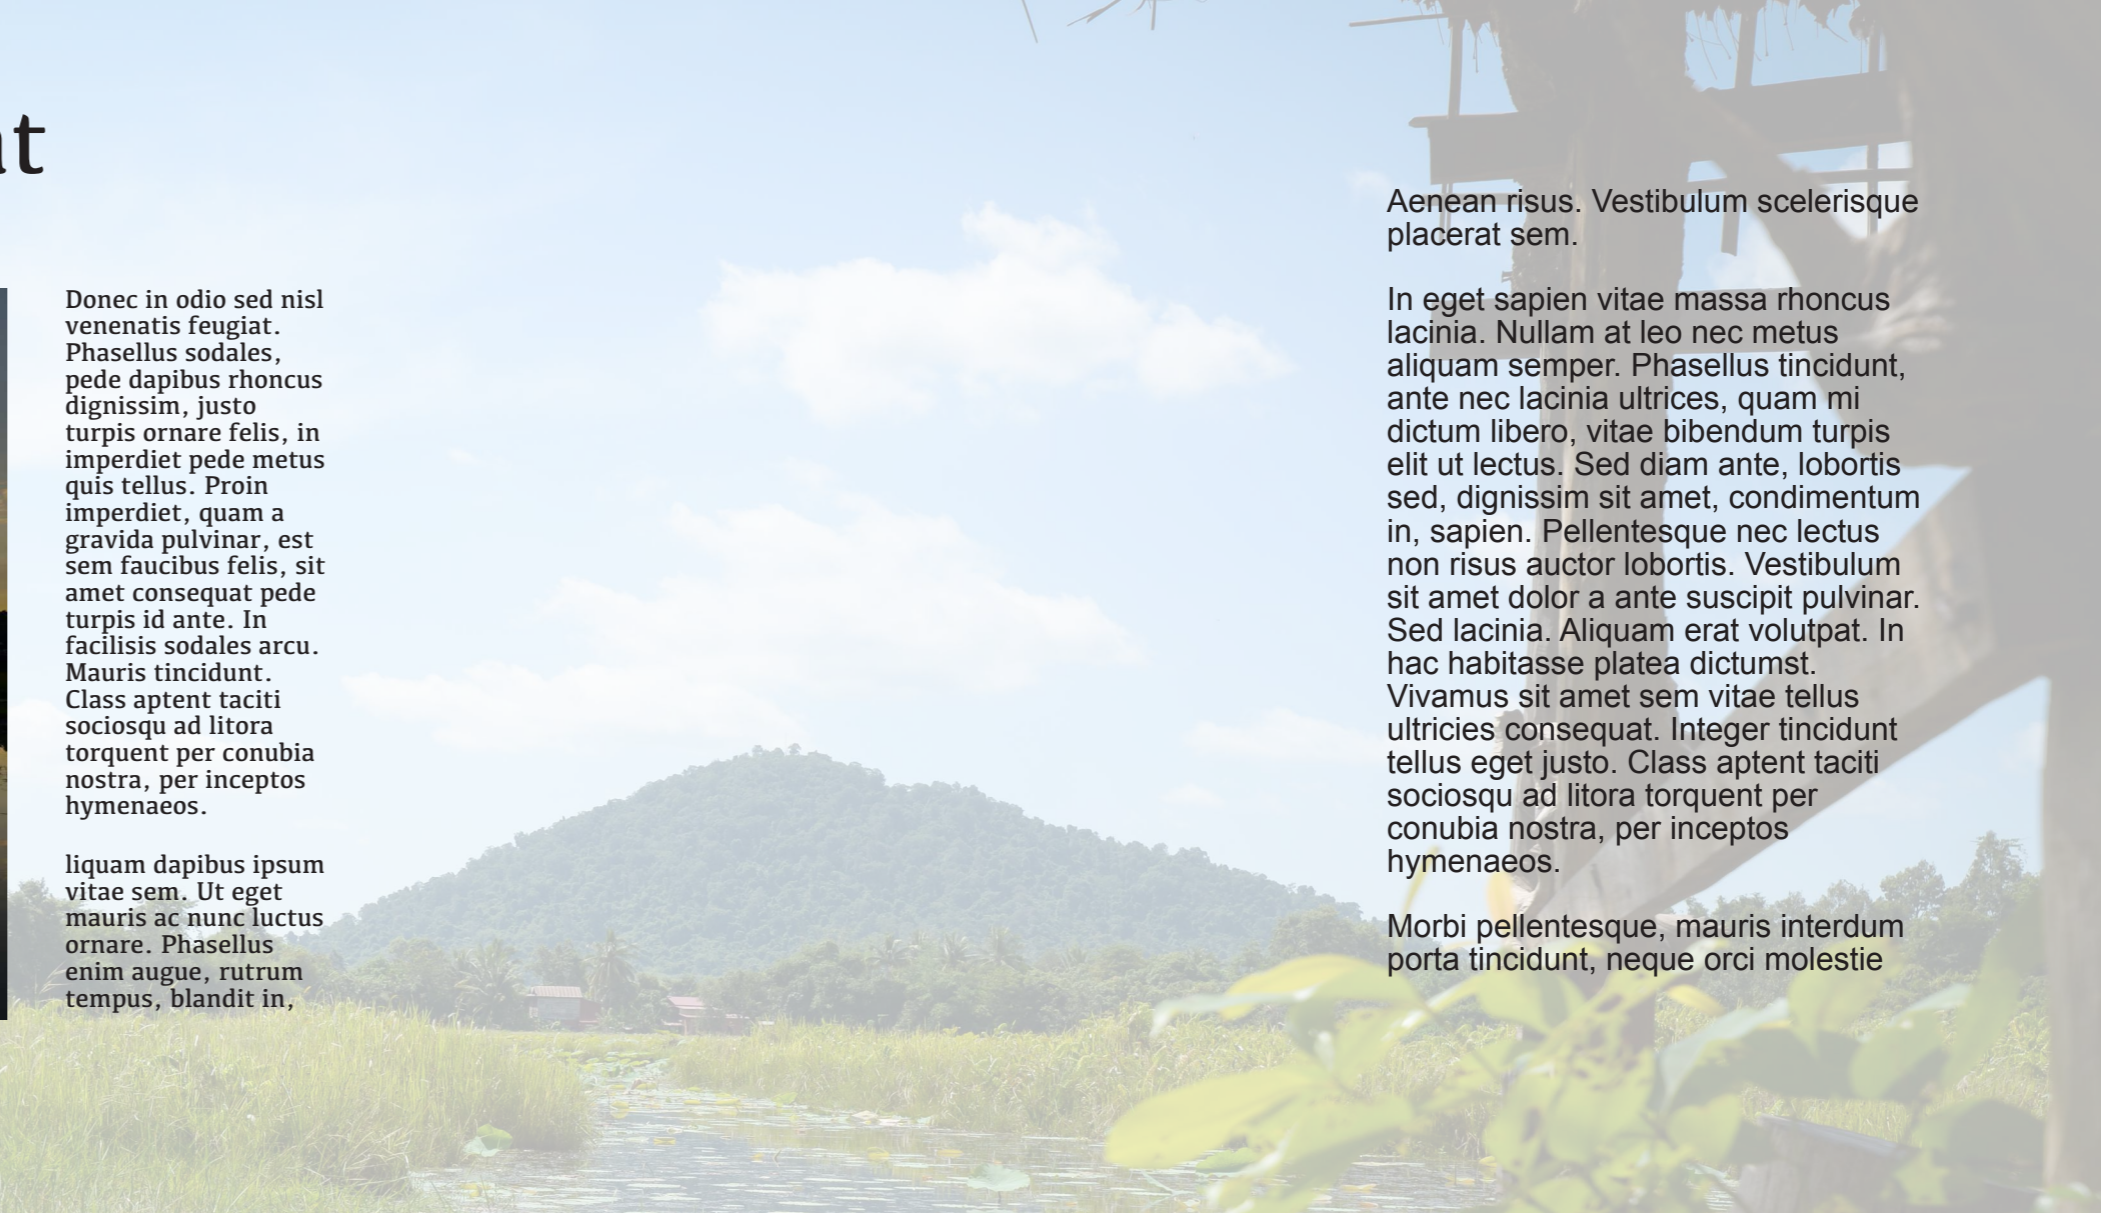 Donec in odio sed nisl
venenatis feugiat.
Phasellus sodales,
pede dapibus rhoncus
dignissim, justo
turpis ornare felis, in
imperdiet pede metus
quis tellus. Proin
imperdiet, quam a
gravida pulvinar, est
sem faucibus felis, sit
amet consequat pede
turpis id ante. In
facilisis sodales arcu.
Mauris tincidunt.
Class aptent taciti
sociosqu ad litora
torquent per conubia
nostra, per inceptos
hymenaeos.
liquam dapibus ipsum
vitae sem. Ut eget
mauris ac nunc luctus
ornare. Phasellus
enim augue, rutrum
tempus, blandit in,
Aenean risus. Vestibulum scelerisque
placerat sem.
In eget sapien vitae massa rhoncus
lacinia. Nullam at leo nec metus
aliquam semper. Phasellus tincidunt,
ante nec lacinia ultrices, quam mi
dictum libero, vitae bibendum turpis
elit ut lectus. Sed diam ante, lobortis
sed, dignissim sit amet, condimentum
in, sapien. Pellentesque nec lectus
non risus auctor lobortis. Vestibulum
sit amet dolor a ante suscipit pulvinar.
Sed lacinia. Aliquam erat volutpat. In
hac habitasse platea dictumst.
Vivamus sit amet sem vitae tellus
ultricies consequat. Integer tincidunt
tellus eget justo. Class aptent taciti
sociosqu ad litora torquent per
conubia nostra, per inceptos
hymenaeos.
Morbi pellentesque, mauris interdum
porta tincidunt, neque orci molestie